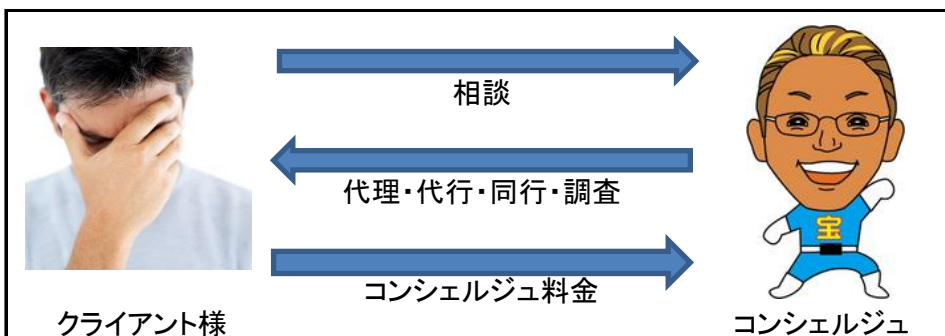 相談
代理・代行・同行・調査
宝
コンシェルジュ料金
クライアント様
コンシェルジュ